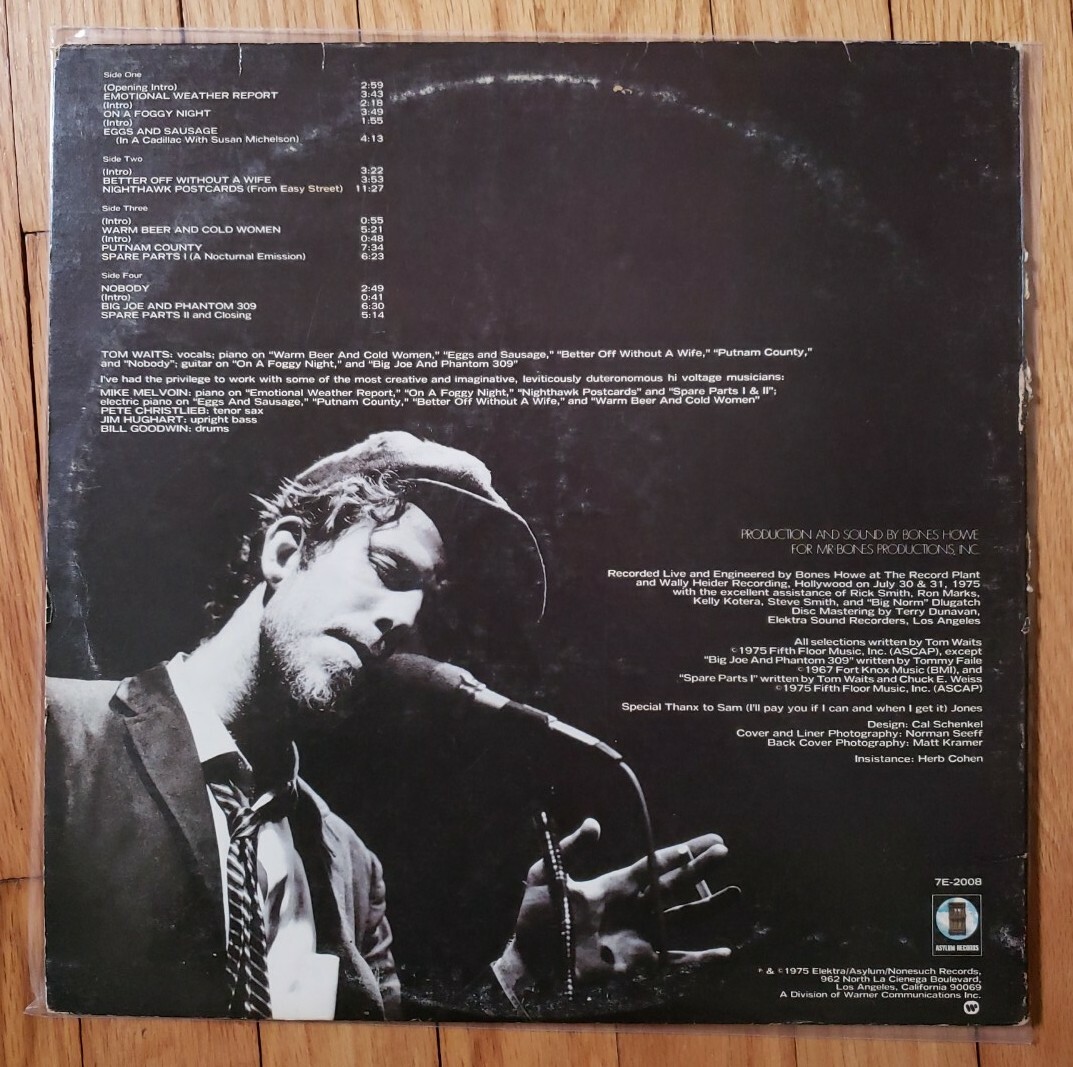 Side One
(Opening Intro) 2:59
EMOTIONAL WEATHER REPORT 3:43
(Intro) 2:18
ON A FOGGY NIGHT 3:49
(Intro) 1:55
EGGS AND SAUSAGE
(In A Cadillac With Susan Michelson) 4:13
Side Two
(Intro) 3:22
BETTER OFF WITHOUT A WIFE 3:53
NIGHTHAWK POSTCARDS (From Easy Street) 11:27
Side Three
(Intro) 0:55
WARM BEER AND COLD WOMEN 5:21
(Intro) 0:48
PUTNAM COUNTY 7:34
SPARE PARTS I (A Nocturnal Emission) 6:23
Side Four
NOBODY 2:49
(Intro) 0:41
BIG JOE AND PHANTOM 309 6:30
SPARE PARTS II and Closing 5:14
TOM WAITS: vocals; piano on "Warm Beer And Cold Women," "Eggs and Sausage," "Better Off Without A Wife," "Putnam County,"
and "Nobody"; guitar on "On A Foggy Night," and "Big Joe And Phantom 309"
I've had the privilege to work with some of the most creative and imaginative, leviticously duteronomous hi voltage musicians:
MIKE MELVOIN: piano on "Emotional Weather Report," "On A Foggy Night," "Nighthawk Postcards" and "Spare Parts I & II";
electric piano on "Eggs And Sausage," "Putnam County," "Better Off Without A Wife," and "Warm Beer And Cold Women"
PETE CHRISTLIEB: tenor sax
JIM HUGHART: upright bass
BILL GOODWIN: drums
PRODUCTION AND SOUND BY BONES HOWE
FOR MR. BONES PRODUCTIONS, INC.
Recorded Live and Engineered by Bones Howe at The Record Plant
and Wally Heider Recording, Hollywood on July 30 & 31, 1975
with the excellent assistance of Rick Smith, Ron Marks,
Kelly Kotera, Steve Smith, and "Big Norm" Dlugatch
Disc Mastering by Terry Dunavan,
Elektra Sound Recorders, Los Angeles
All selections written by Tom Waits
©1975 Fifth Floor Music, Inc. (ASCAP), except
"Big Joe And Phantom 309" written by Tommy Faile
©1967 Fort Knox Music (BMI), and
"Spare Parts I" written by Tom Waits and Chuck E. Weiss
©1975 Fifth Floor Music, Inc. (ASCAP)
Special Thanx to Sam (I'll pay you if I can and when I get it) Jones
Design: Cal Schenkel
Cover and Liner Photography: Norman Seeff
Back Cover Photography: Matt Kramer
Insistance: Herb Cohen
7E-2008
ASYLUM RECORDS
℗ & ©1975 Elektra/Asylum/Nonesuch Records,
962 North La Cienega Boulevard,
Los Angeles, California 90069
A Division of Warner Communications Inc.